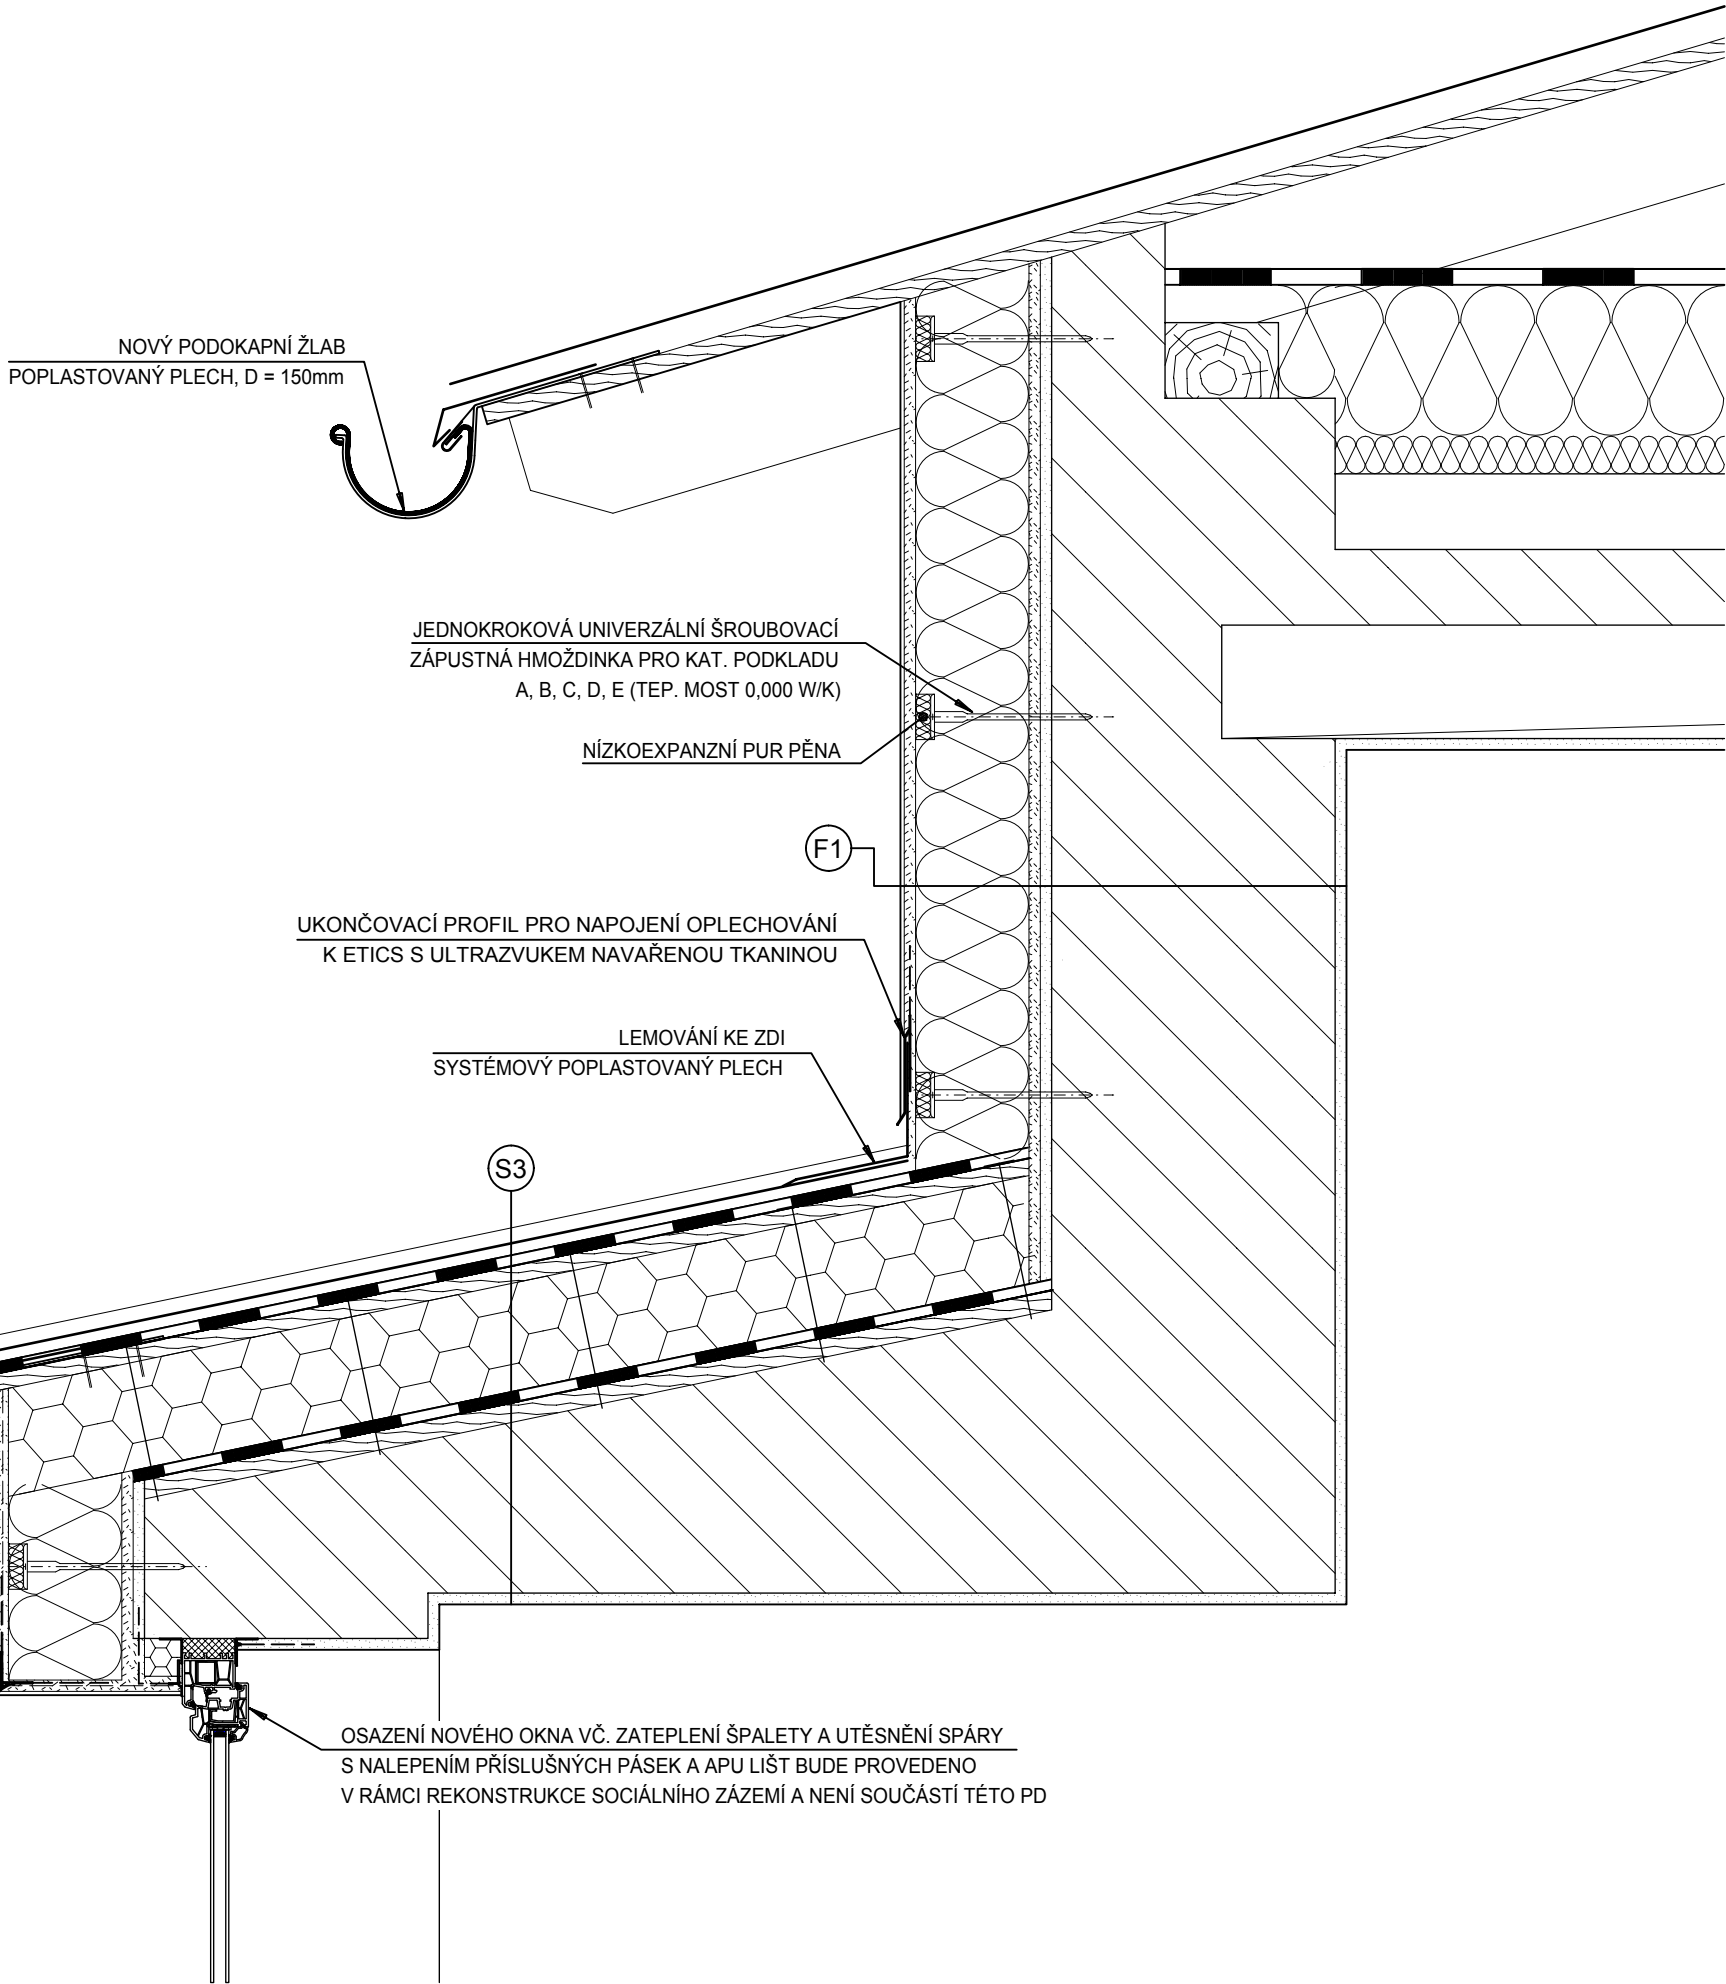 NOVÝ PODOKAPNÍ ŽLAB
POPLASTOVANÝ PLECH, D = 150mm
JEDNOKROKOVÁ UNIVERZÁLNÍ ŠROUBOVACÍ
ZÁPUSTNÁ HMOŽDINKA PRO KAT. PODKLADU
A, B, C, D, E (TEP. MOST 0,000 W/K)
NÍZKOEXPANZNÍ PUR PĚNA
F1
UKONČOVACÍ PROFIL PRO NAPOJENÍ OPLECHOVÁNÍ
K ETICS S ULTRAZVUKEM NAVAŘENOU TKANINOU
LEMOVÁNÍ KE ZDI
SYSTÉMOVÝ POPLASTOVANÝ PLECH
S3
OSAZENÍ NOVÉHO OKNA VČ. ZATEPLENÍ ŠPALETY A UTĚSNĚNÍ SPÁRY
S NALEPENÍM PŘÍSLUŠNÝCH PÁSEK A APU LIŠT BUDE PROVEDENO
V RÁMCI REKONSTRUKCE SOCIÁLNÍHO ZÁZEMÍ A NENÍ SOUČÁSTÍ TÉTO PD